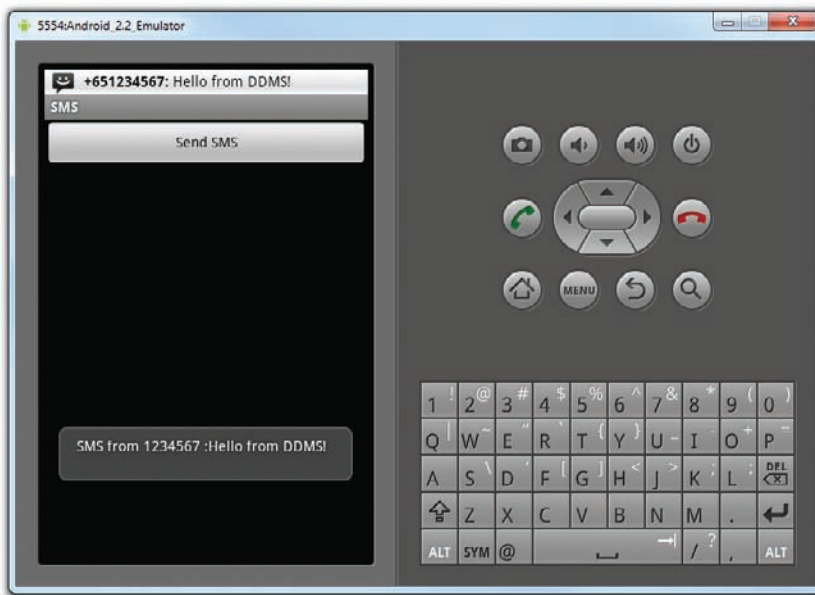 5554:Android_2.2_Emulator
+651234567: Hello from DDMS!
SMS
Send SMS
SMS from 1234567 :Hello from DDMS!
MENU
1 ! 2 @ 3 # 4 $ 5 % 6 ^ 7 & 8 * 9 ( 0 )
Q | W ~ E " R ` T { Y } U _ I - O + P =
A S \ D ' F [ G ] H < J > K ; L : DEL
Z X C V B N M .
ALT SYM @ / ? , ALT